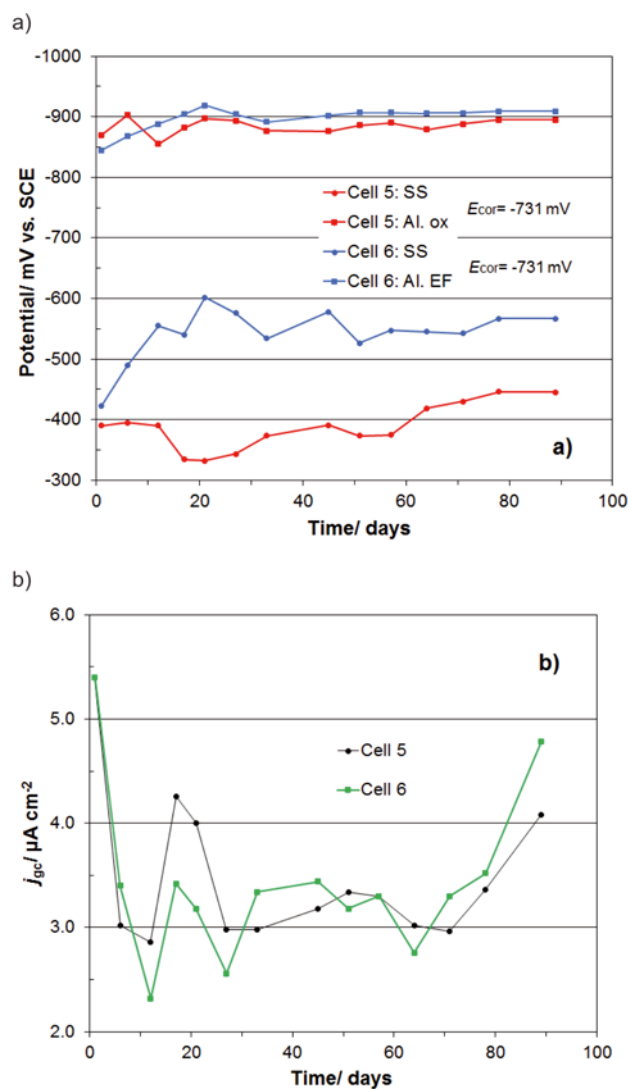 a)
-1000
-900
-800
-700
-600
-500
-400
-300
Potential/ mV vs. SCE
Cell 5: SS
Cell 5: Al. ox
Cell 6: SS
Cell 6: Al. EF
Ecor= -731 mV
Ecor= -731 mV
a)
0 20 40 60 80 100
Time/ days
b)
6.0
5.0
4.0
3.0
2.0
jgc/ µA cm-2
b)
Cell 5
Cell 6
0 20 40 60 80 100
Time/ days